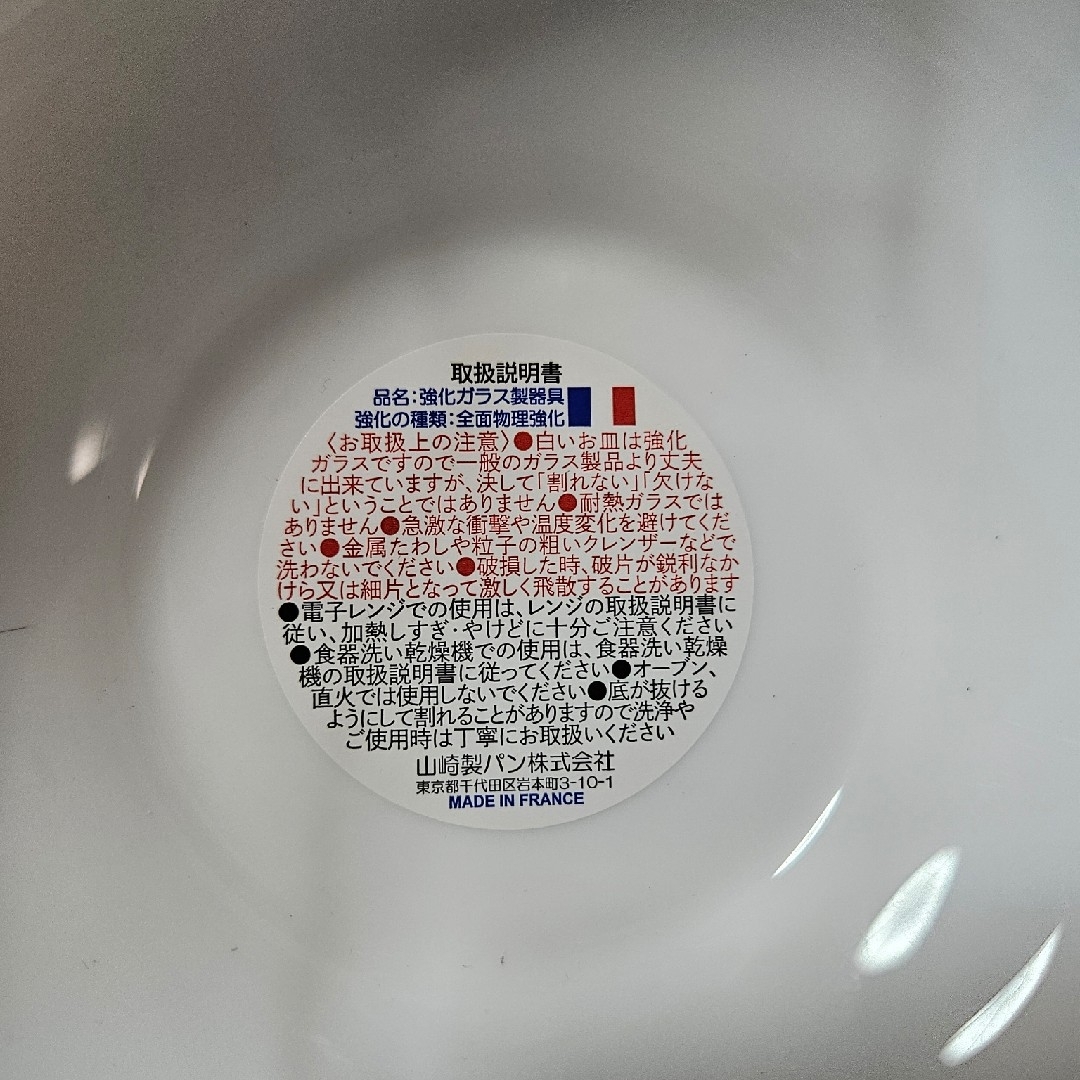 取扱説明書
品名:強化ガラス製器具
強化の種類:全面物理強化
〈お取扱上の注意〉●白いお皿は強化
ガラスですので一般のガラス製品より丈夫
に出来ていますが、決して「割れない」「欠けな
い」ということではありません●耐熱ガラスでは
ありません●急激な衝撃や温度変化を避けてくだ
さい●金属たわしや粒子の粗いクレンザーなどで
洗わないでください●破損した時、破片が鋭利なか
けら又は細片となって激しく飛散することがあります
●電子レンジでの使用は、レンジの取扱説明書に
従い、加熱しすぎ・やけどに十分ご注意ください
●食器洗い乾燥機での使用は、食器洗い乾燥
機の取扱説明書に従ってください●オーブン、
直火では使用しないでください●底が抜ける
ようにして割れることがありますので洗浄や
ご使用時は丁寧にお取扱いください
山崎製パン株式会社
東京都千代田区岩本町3-10-1
MADE IN FRANCE